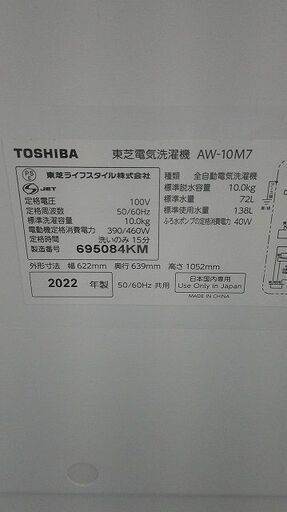 TOSHIBA 東芝電気洗濯機 AW-10M7
PS E 東芝ライフスタイル株式会社
S JET
定格電圧 100V
定格周波数 50/60Hz
標準洗濯容量 10.0kg
電動機定格消費電力 390/460W
定格時間 洗いのみ 15分
製造番号 695084KM
種類 全自動電気洗濯機
標準脱水容量 10.0kg
標準水量 72L
標準使用水量 138L
ふろ水ポンプの定格消費電力 40W
外形寸法 幅 622mm 奥行 639mm 高さ 1052mm
2022 年製 50/60Hz 共用
日本国内専用
Use Only in Japan
MADE IN CHINA